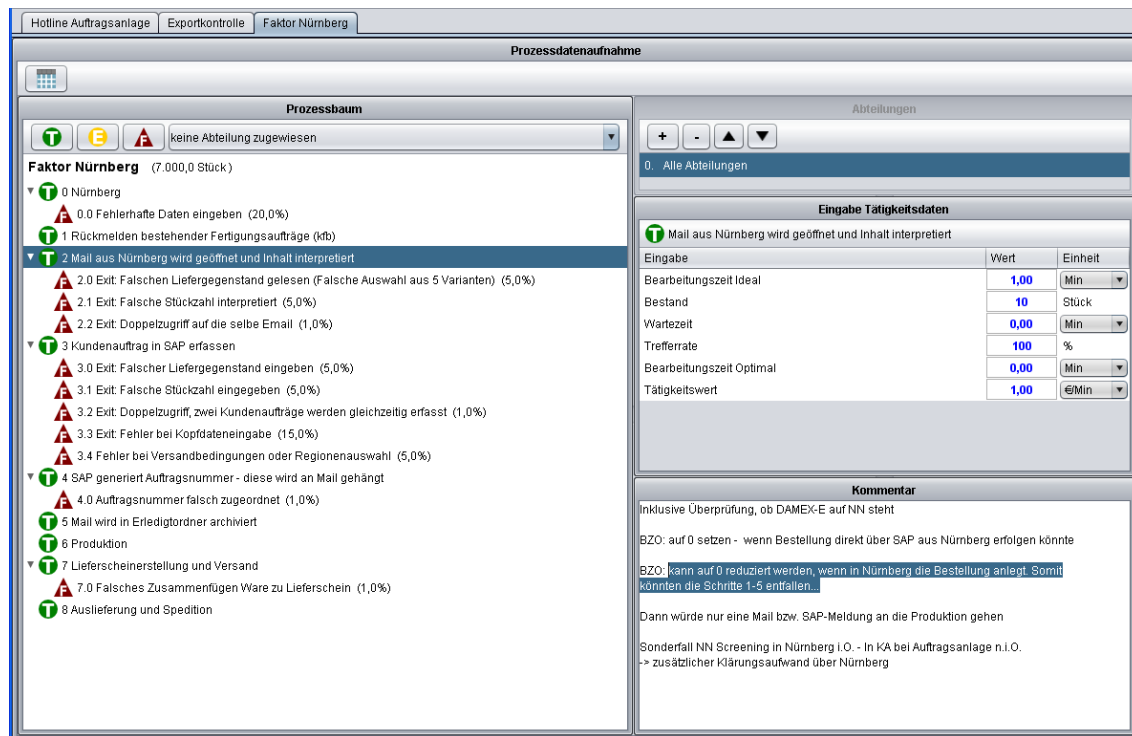 Hotline Auftragsanlage Exportkontrolle Faktor Nürnberg
Prozessdatenaufnahme
Prozessbaum
T E F keine Abteilung zugewiesen
Faktor Nürnberg (7.000,0 Stück)
T 0 Nürnberg
F 0.0 Fehlerhafte Daten eingeben (20,0%)
T 1 Rückmelden bestehender Fertigungsaufträge (kfb)
T 2 Mail aus Nürnberg wird geöffnet und Inhalt interpretiert
F 2.0 Exit: Falschen Liefergegenstand gelesen (Falsche Auswahl aus 5 Varianten) (5,0%)
F 2.1 Exit: Falsche Stückzahl interpretiert (5,0%)
F 2.2 Exit: Doppelzugriff auf die selbe Email (1,0%)
T 3 Kundenauftrag in SAP erfassen
F 3.0 Exit: Falscher Liefergegenstand eingeben (5,0%)
F 3.1 Exit: Falsche Stückzahl eingegeben (5,0%)
F 3.2 Exit: Doppelzugriff, zwei Kundenaufträge werden gleichzeitig erfasst (1,0%)
F 3.3 Exit: Fehler bei Kopfdateneingabe (15,0%)
F 3.4 Fehler bei Versandbedingungen oder Regionenauswahl (5,0%)
T 4 SAP generiert Auftragsnummer - diese wird an Mail gehängt
F 4.0 Auftragsnummer falsch zugeordnet (1,0%)
T 5 Mail wird in Erledigtordner archiviert
T 6 Produktion
T 7 Lieferscheinerstellung und Versand
F 7.0 Falsches Zusammenfügen Ware zu Lieferschein (1,0%)
T 8 Auslieferung und Spedition
Abteilungen
+ -
0. Alle Abteilungen
Eingabe Tätigkeitsdaten
T Mail aus Nürnberg wird geöffnet und Inhalt interpretiert
Eingabe Wert Einheit
Bearbeitungszeit Ideal 1,00 Min
Bestand 10 Stück
Wartezeit 0,00 Min
Trefferrate 100 %
Bearbeitungszeit Optimal 0,00 Min
Tätigkeitswert 1,00 €/Min
Kommentar
Inklusive Überprüfung, ob DAMEX-E auf NN steht
BZO: auf 0 setzen - wenn Bestellung direkt über SAP aus Nürnberg erfolgen könnte
BZO: kann auf 0 reduziert werden, wenn in Nürnberg die Bestellung anlegt. Somit
könnten die Schritte 1-5 entfallen...
Dann würde nur eine Mail bzw. SAP-Meldung an die Produktion gehen
Sonderfall NN Screening in Nürnberg i.O. - In KA bei Auftragsanlage n.i.O.
-> zusätzlicher Klärungsaufwand über Nürnberg